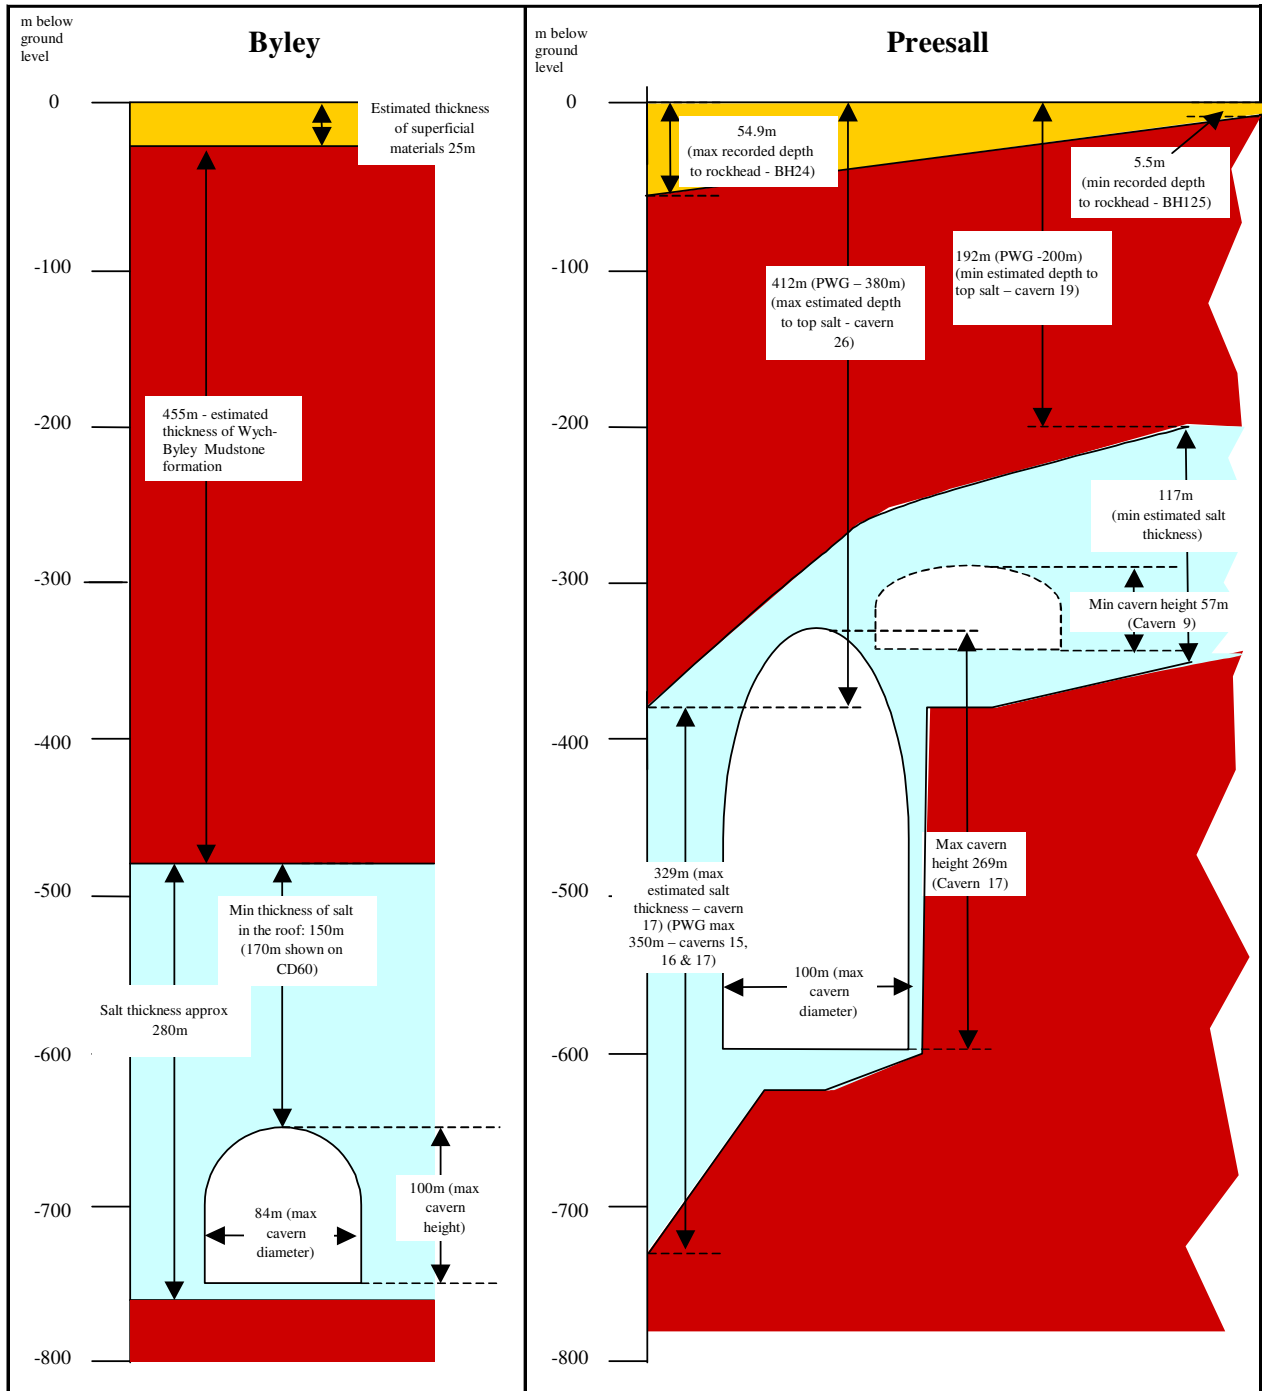 m below
ground
level
Byley
0
-100
-200
-300
-400
-500
-600
-700
-800
Estimated thickness
of superficial
materials 25m
455m - estimated
thickness of Wych-
Byley Mudstone
formation
Min thickness of salt
in the roof: 150m
(170m shown on
CD60)
Salt thickness approx
280m
84m (max
cavern
diameter)
100m (max
cavern
height)
m below
ground
level
Preesall
0
-100
-200
-300
-400
-500
-600
-700
-800
54.9m
(max recorded depth
to rockhead - BH24)
5.5m
(min recorded depth
to rockhead - BH125)
412m (PWG – 380m)
(max estimated depth
to top salt - cavern
26)
192m (PWG -200m)
(min estimated depth to
top salt – cavern 19)
117m
(min estimated salt
thickness)
Min cavern height 57m
(Cavern 9)
Max cavern
height 269m
(Cavern 17)
329m (max
estimated salt
thickness – cavern
17) (PWG max
350m – caverns 15,
16 & 17)
100m (max
cavern
diameter)